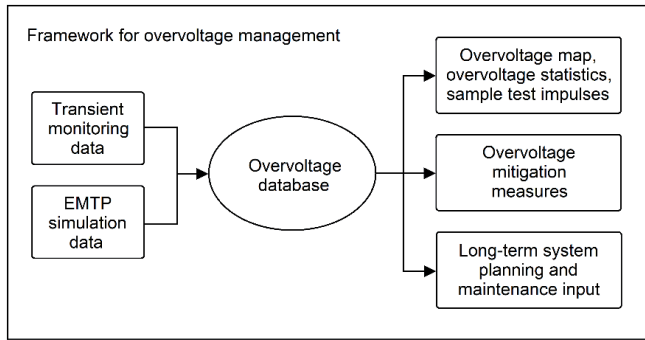 Framework for overvoltage management
Transient
monitoring
data
EMTP
simulation
data
Overvoltage
database
Overvoltage map,
overvoltage statistics,
sample test impulses
Overvoltage
mitigation
measures
Long-term system
planning and
maintenance input